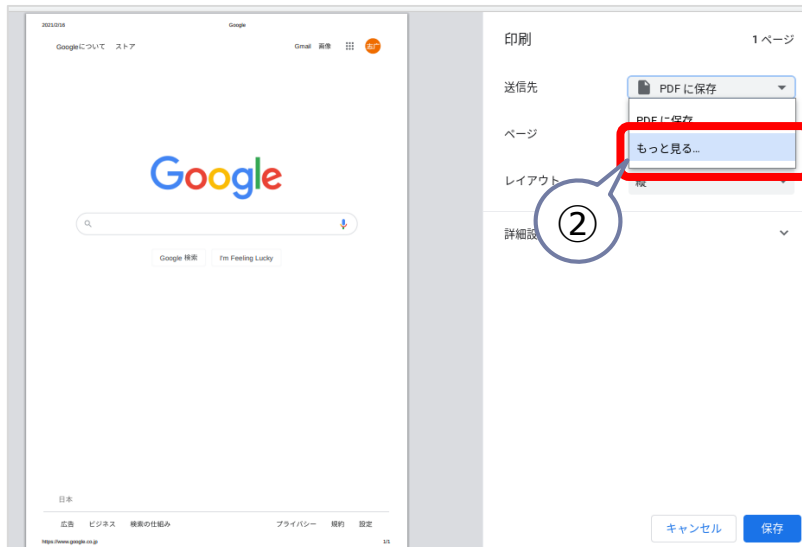 2021/2/16 Google
Googleについて ストア Gmail 画像
Google
Google 検索 I'm Feeling Lucky
日本
広告 ビジネス 検索の仕組み プライバシー 規約 設定
https://www.google.co.jp 1/1
印刷 1 ページ
送信先 PDF に保存
PDF に保存
ページ
もっと見る...
レイアウト 縦
②
詳細設
キャンセル 保存